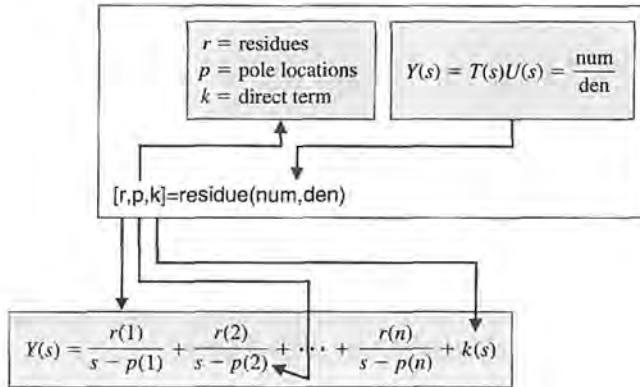 r = residues
p = pole locations
k = direct term
Y(s) = T(s)U(s) = num/den
[r,p,k]=residue(num,den)
Y(s) = r(1)/(s − p(1)) + r(2)/(s − p(2)) + · · · + r(n)/(s − p(n)) + k(s)